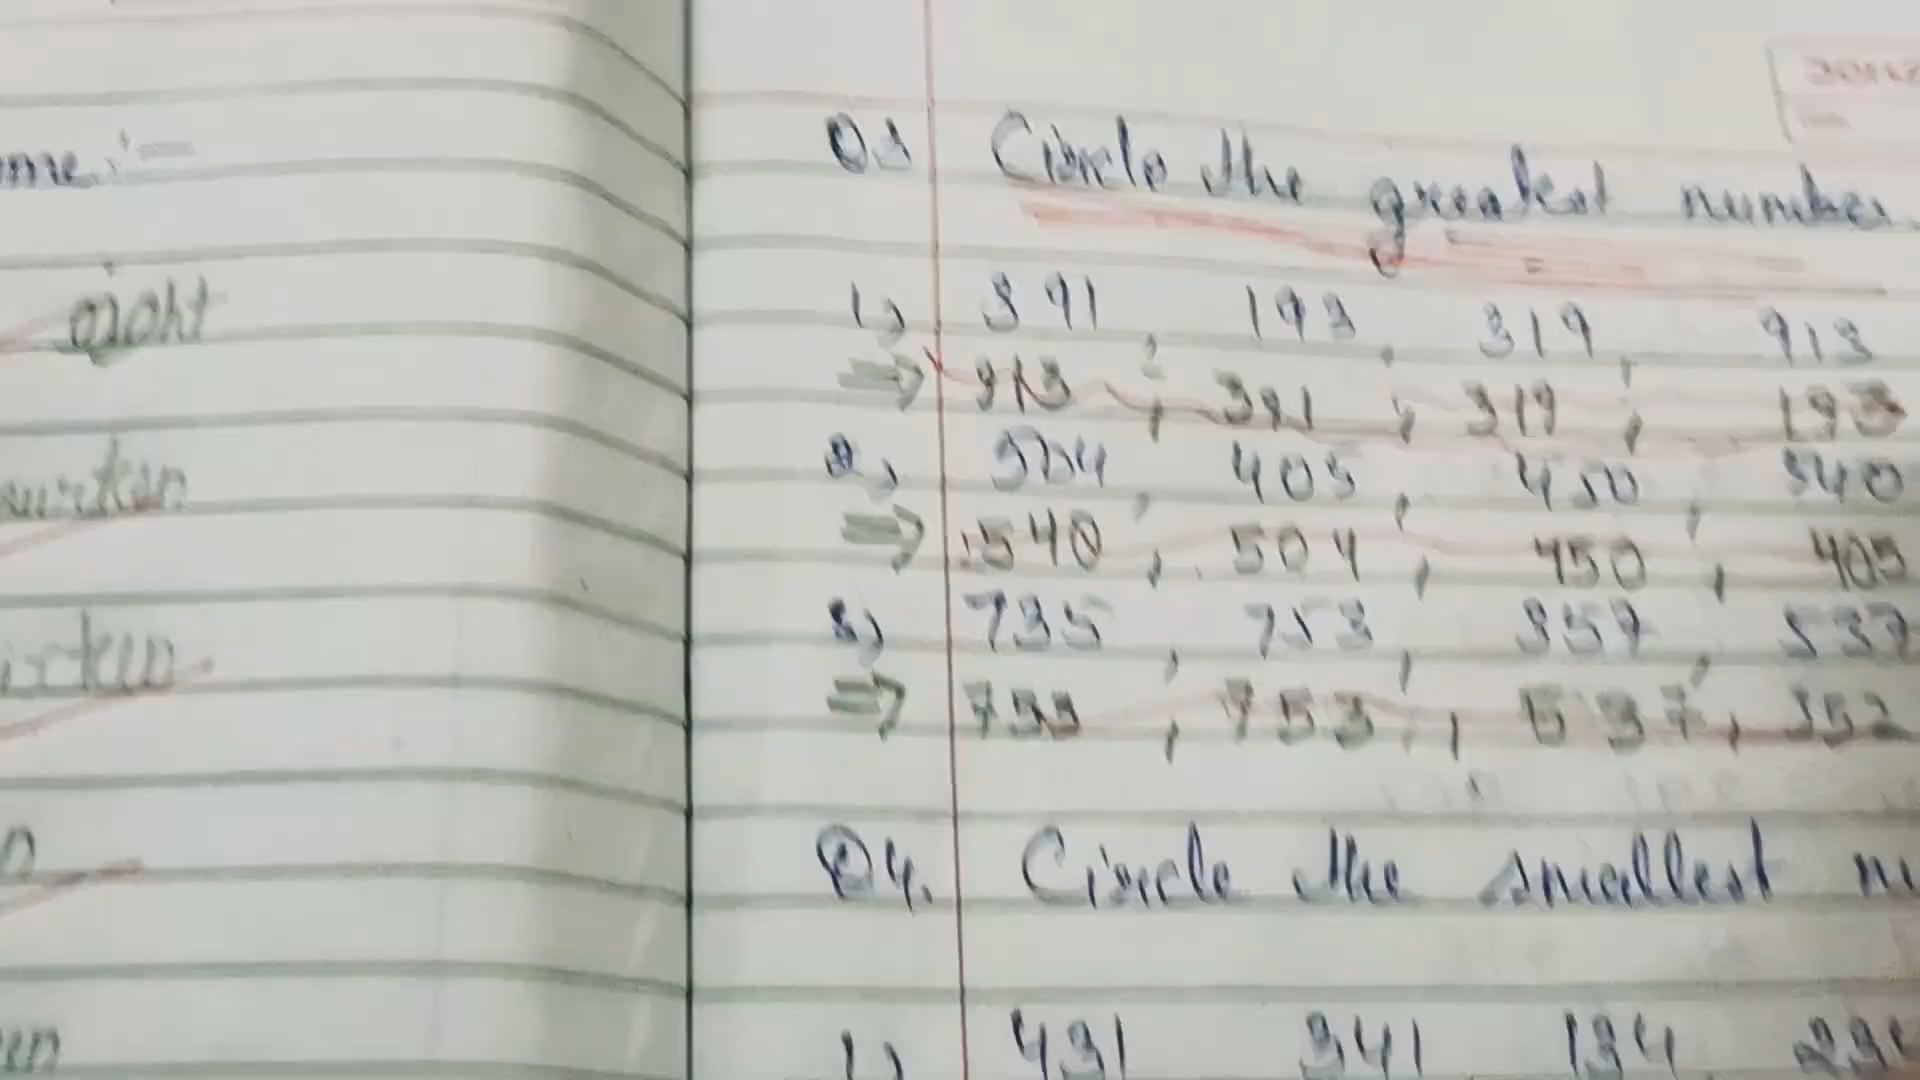 eight
Q3 Circle the greatest number.
1) 391, 193, 319, 913
⇒ 913, 391, 319, 193
2) 504, 405, 450, 540
⇒ 540, 504, 450, 405
3) 735, 753, 357, 537
⇒ 753, 537, 352
Q4. Circle the smallest
1) 431 341 134